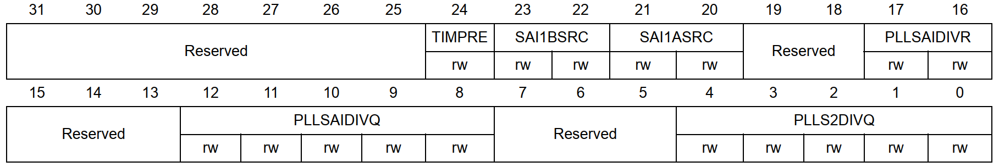 31 30 29 28 27 26 25 24 23 22 21 20 19 18 17 16
Reserved TIMPRE SAI1BSRC SAI1ASRC Reserved PLLSAIDIVR
rw rw rw rw rw rw rw
15 14 13 12 11 10 9 8 7 6 5 4 3 2 1 0
Reserved PLLSAIDIVQ Reserved PLLS2DIVQ
rw rw rw rw rw rw rw rw rw rw